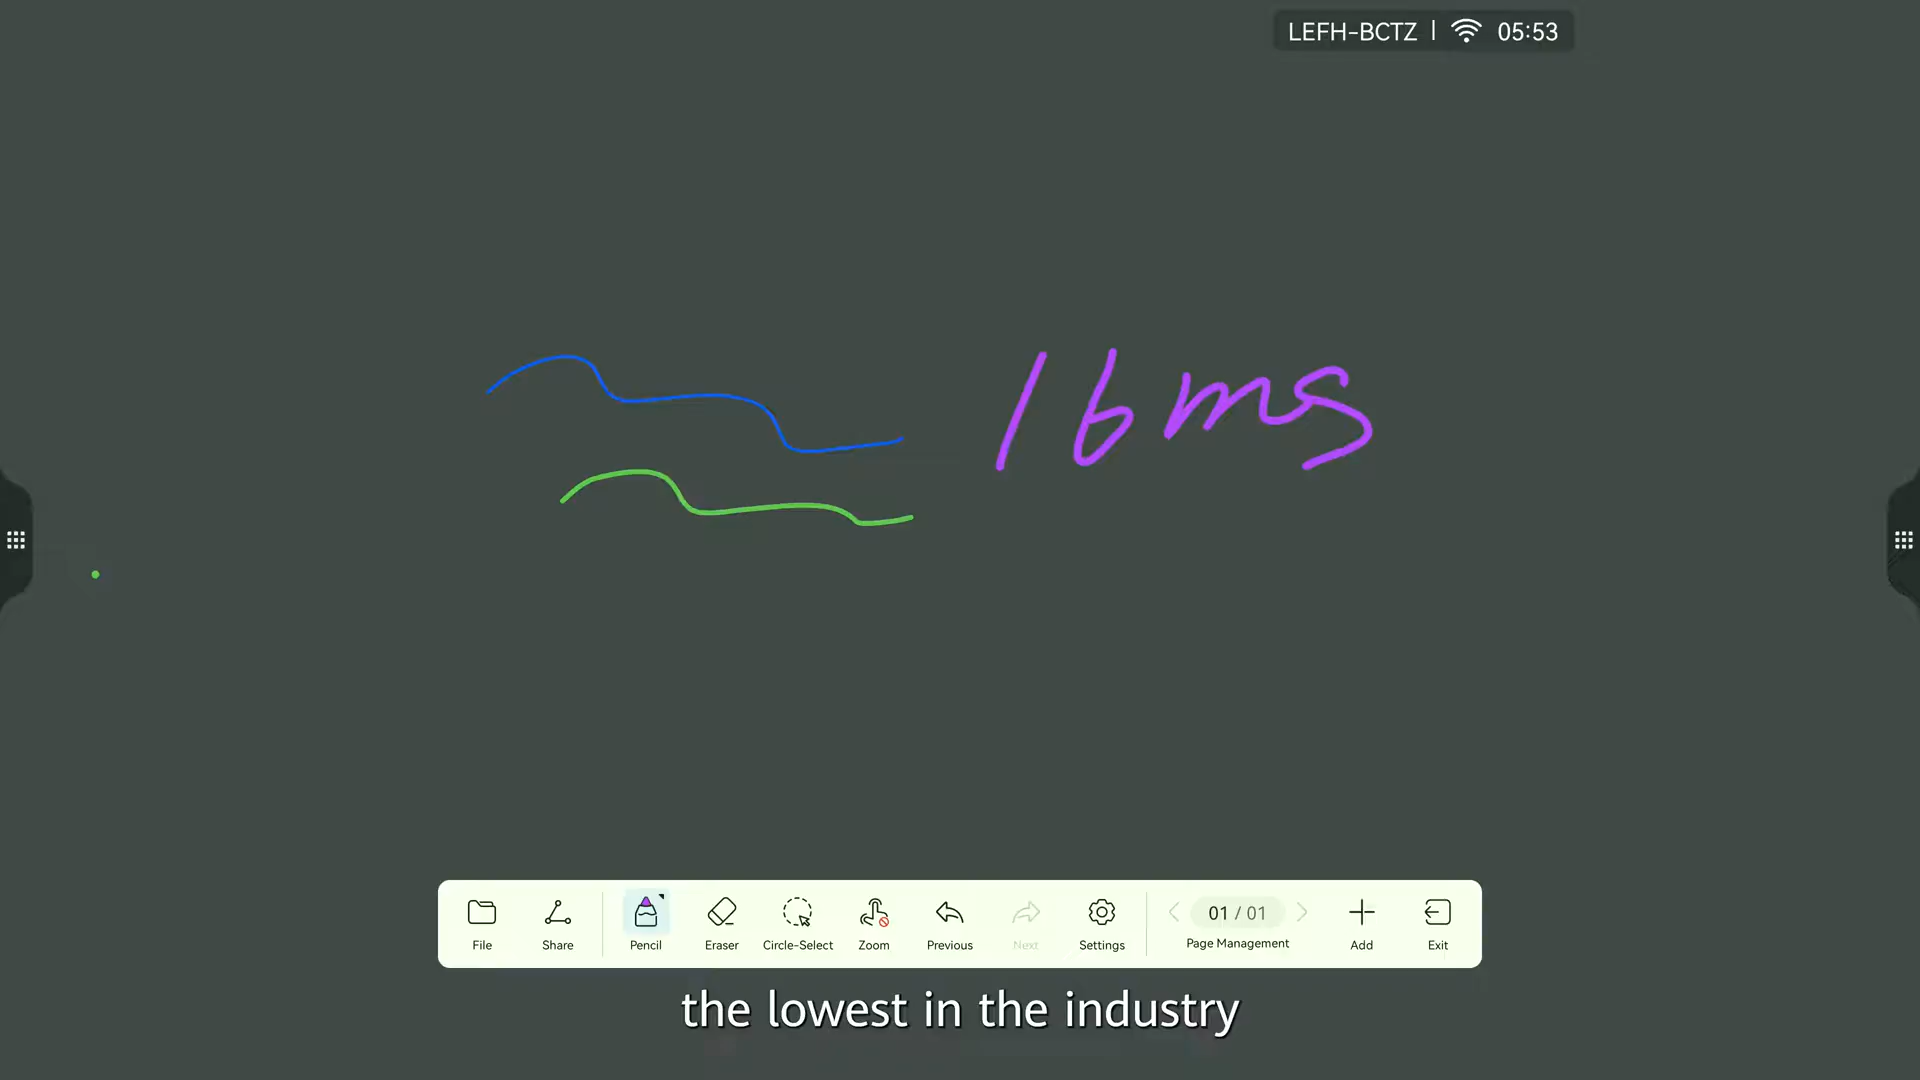 LEFH-BCTZ | 05:53
16ms
File Share Pencil Eraser Circle-Select Zoom Previous Next Settings 01 / 01 Page Management Add Exit
the lowest in the industry